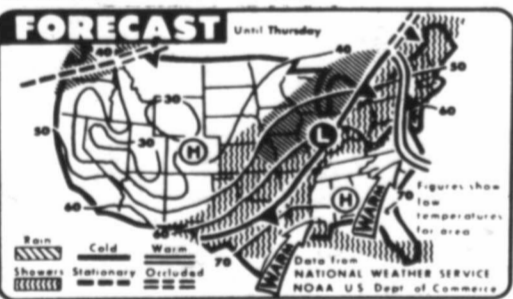 FORECAST
Until Thursday
40
40
50
60
30
30
50
H
L
60
60
70
H
70
WARM
WARM
Figures show
low
temperatures
for area
Rain
Cold
Warm
Showers
Stationary
Occluded
Data from
NATIONAL WEATHER SERVICE
NOAA US Dept of Commerce